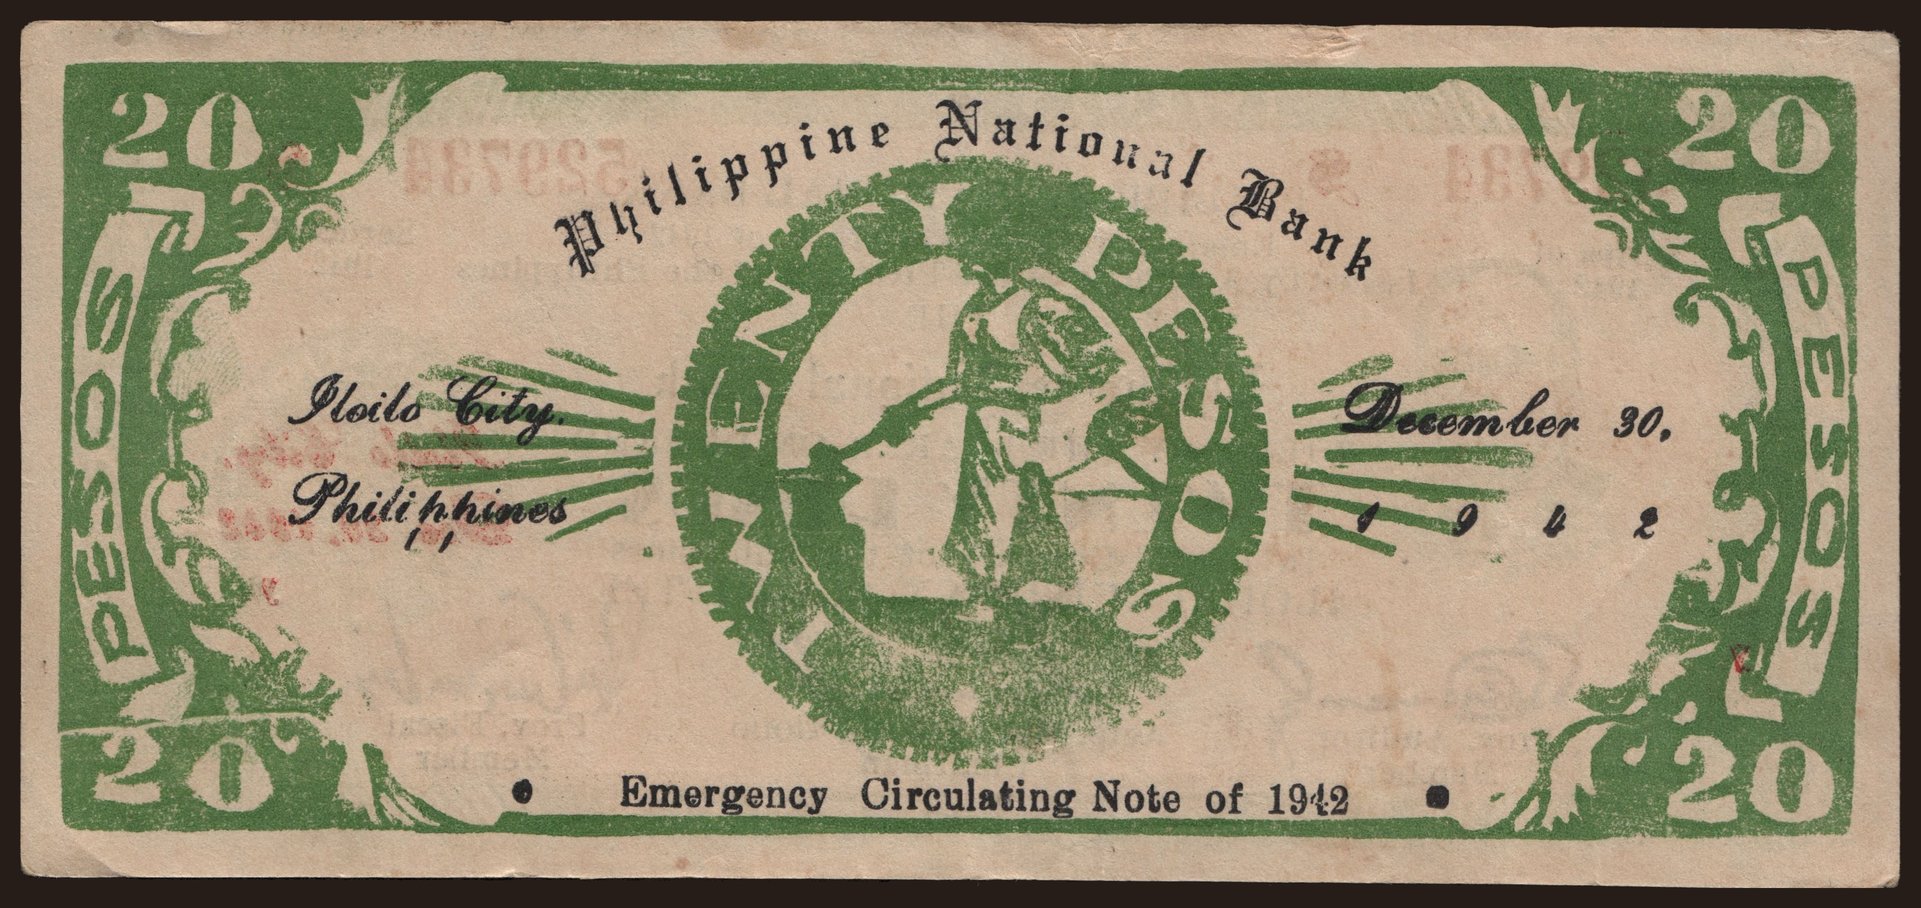 20
20
Philippine National Bank
PESOS
PESOS
TWENTY PESOS
Iloilo City.
Philippines
December 30,
1942
20
20
Emergency Circulating Note of 1942